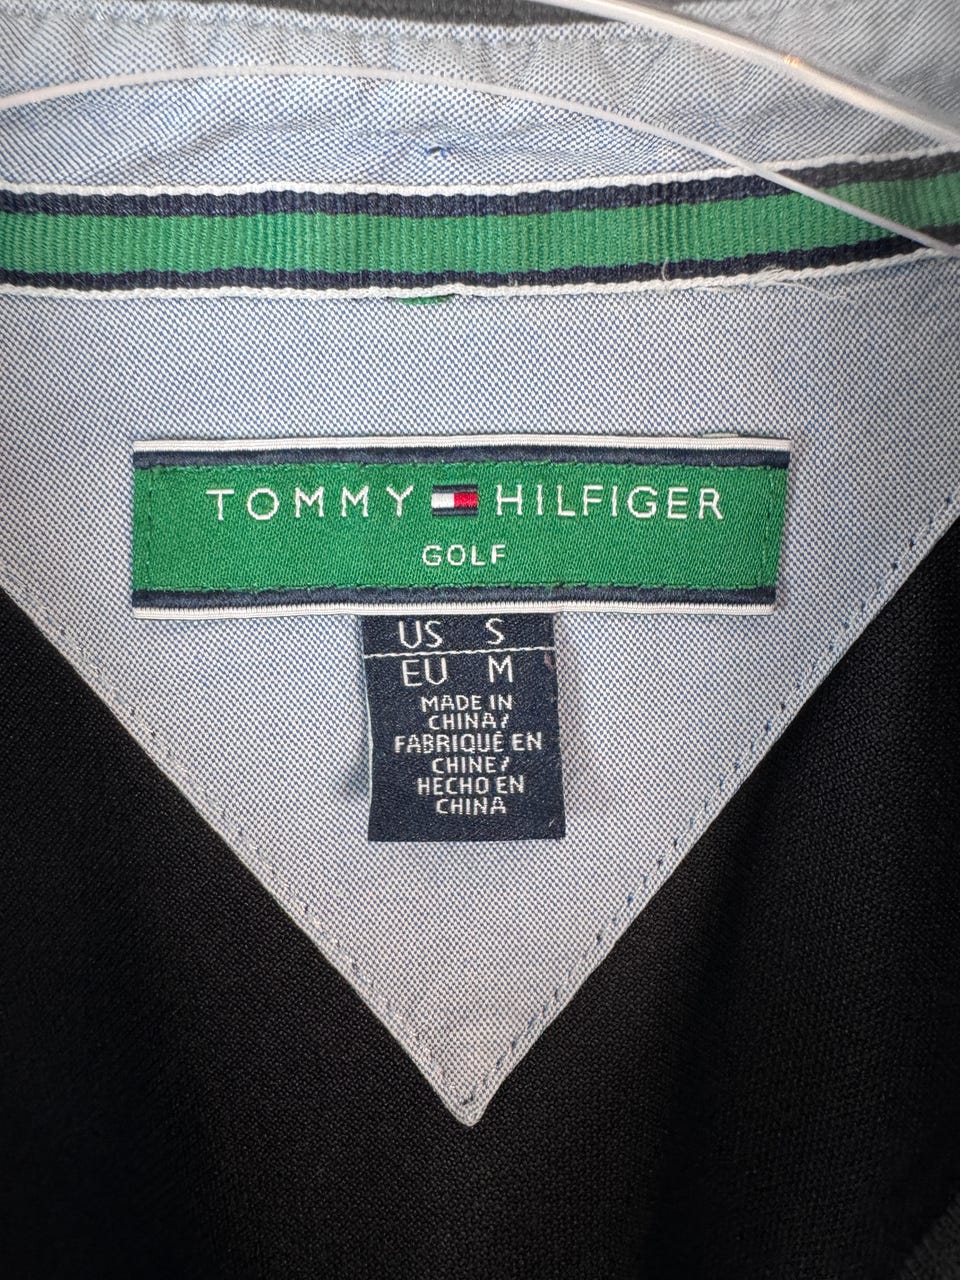 TOMMY HILFIGER
GOLF
US S
EU M
MADE IN
CHINA/
FABRIQUÉ EN
CHINE/
HECHO EN
CHINA